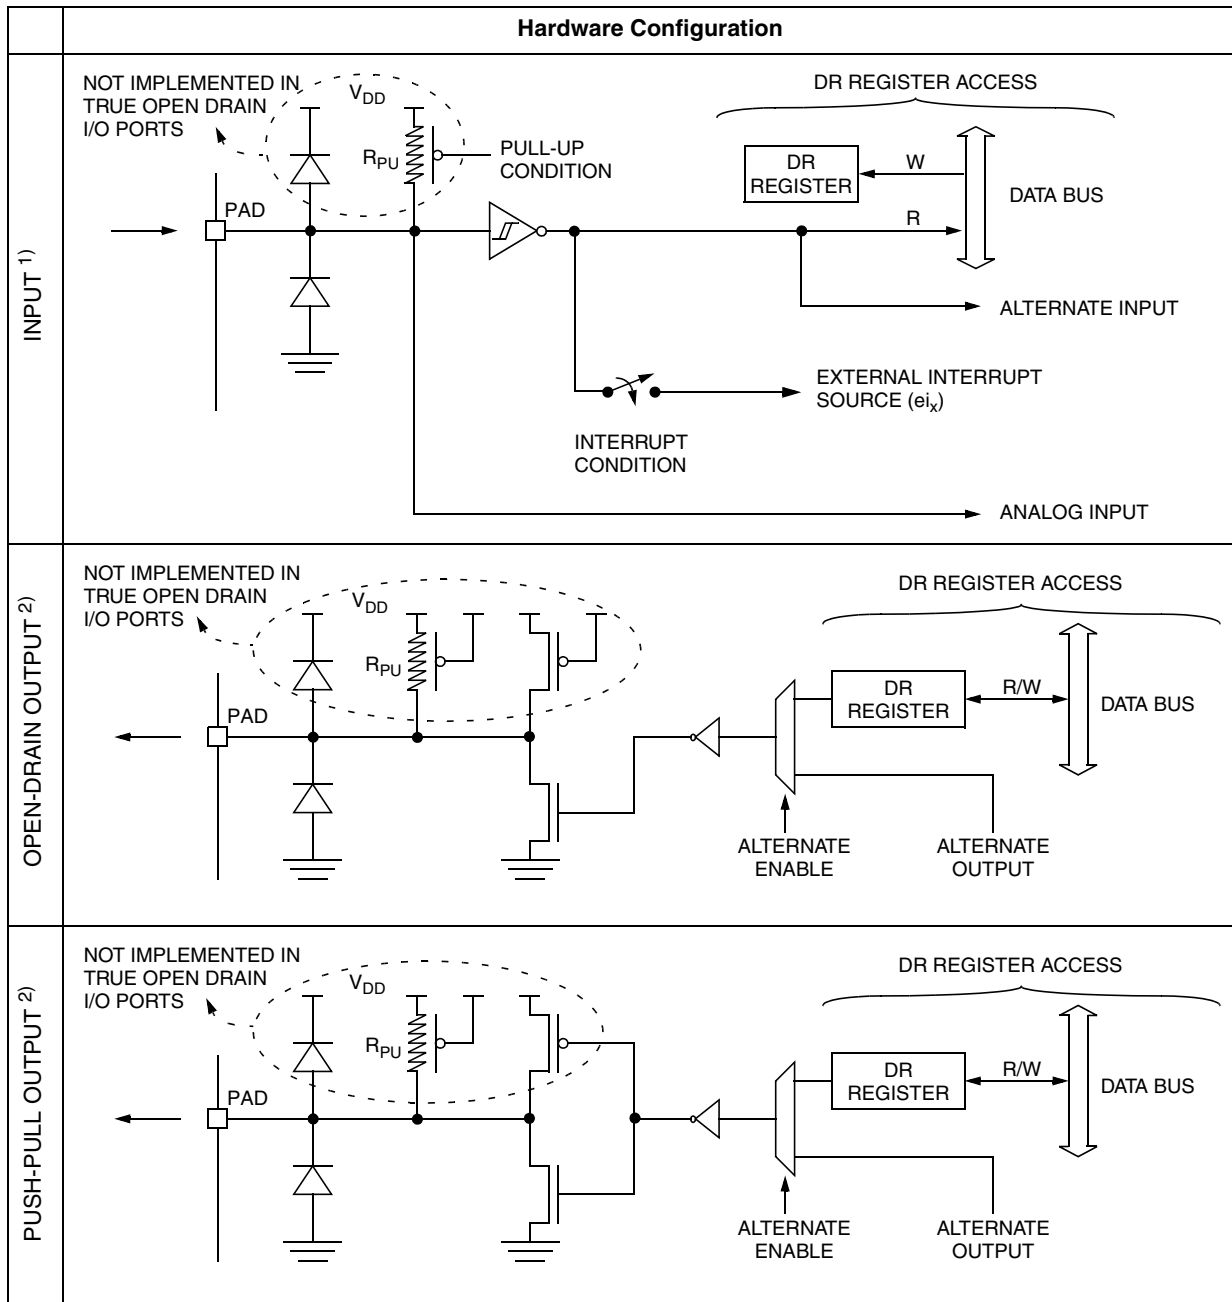 Hardware Configuration
INPUT 1)
NOT IMPLEMENTED IN
TRUE OPEN DRAIN
I/O PORTS
VDD
RPU
PULL-UP
CONDITION
PAD
DR REGISTER ACCESS
DR
REGISTER
W
R
DATA BUS
ALTERNATE INPUT
EXTERNAL INTERRUPT
SOURCE (eix)
INTERRUPT
CONDITION
ANALOG INPUT
OPEN-DRAIN OUTPUT 2)
NOT IMPLEMENTED IN
TRUE OPEN DRAIN
I/O PORTS
VDD
RPU
PAD
DR REGISTER ACCESS
DR
REGISTER
R/W
DATA BUS
ALTERNATE
ENABLE
ALTERNATE
OUTPUT
PUSH-PULL OUTPUT 2)
NOT IMPLEMENTED IN
TRUE OPEN DRAIN
I/O PORTS
VDD
RPU
PAD
DR REGISTER ACCESS
DR
REGISTER
R/W
DATA BUS
ALTERNATE
ENABLE
ALTERNATE
OUTPUT